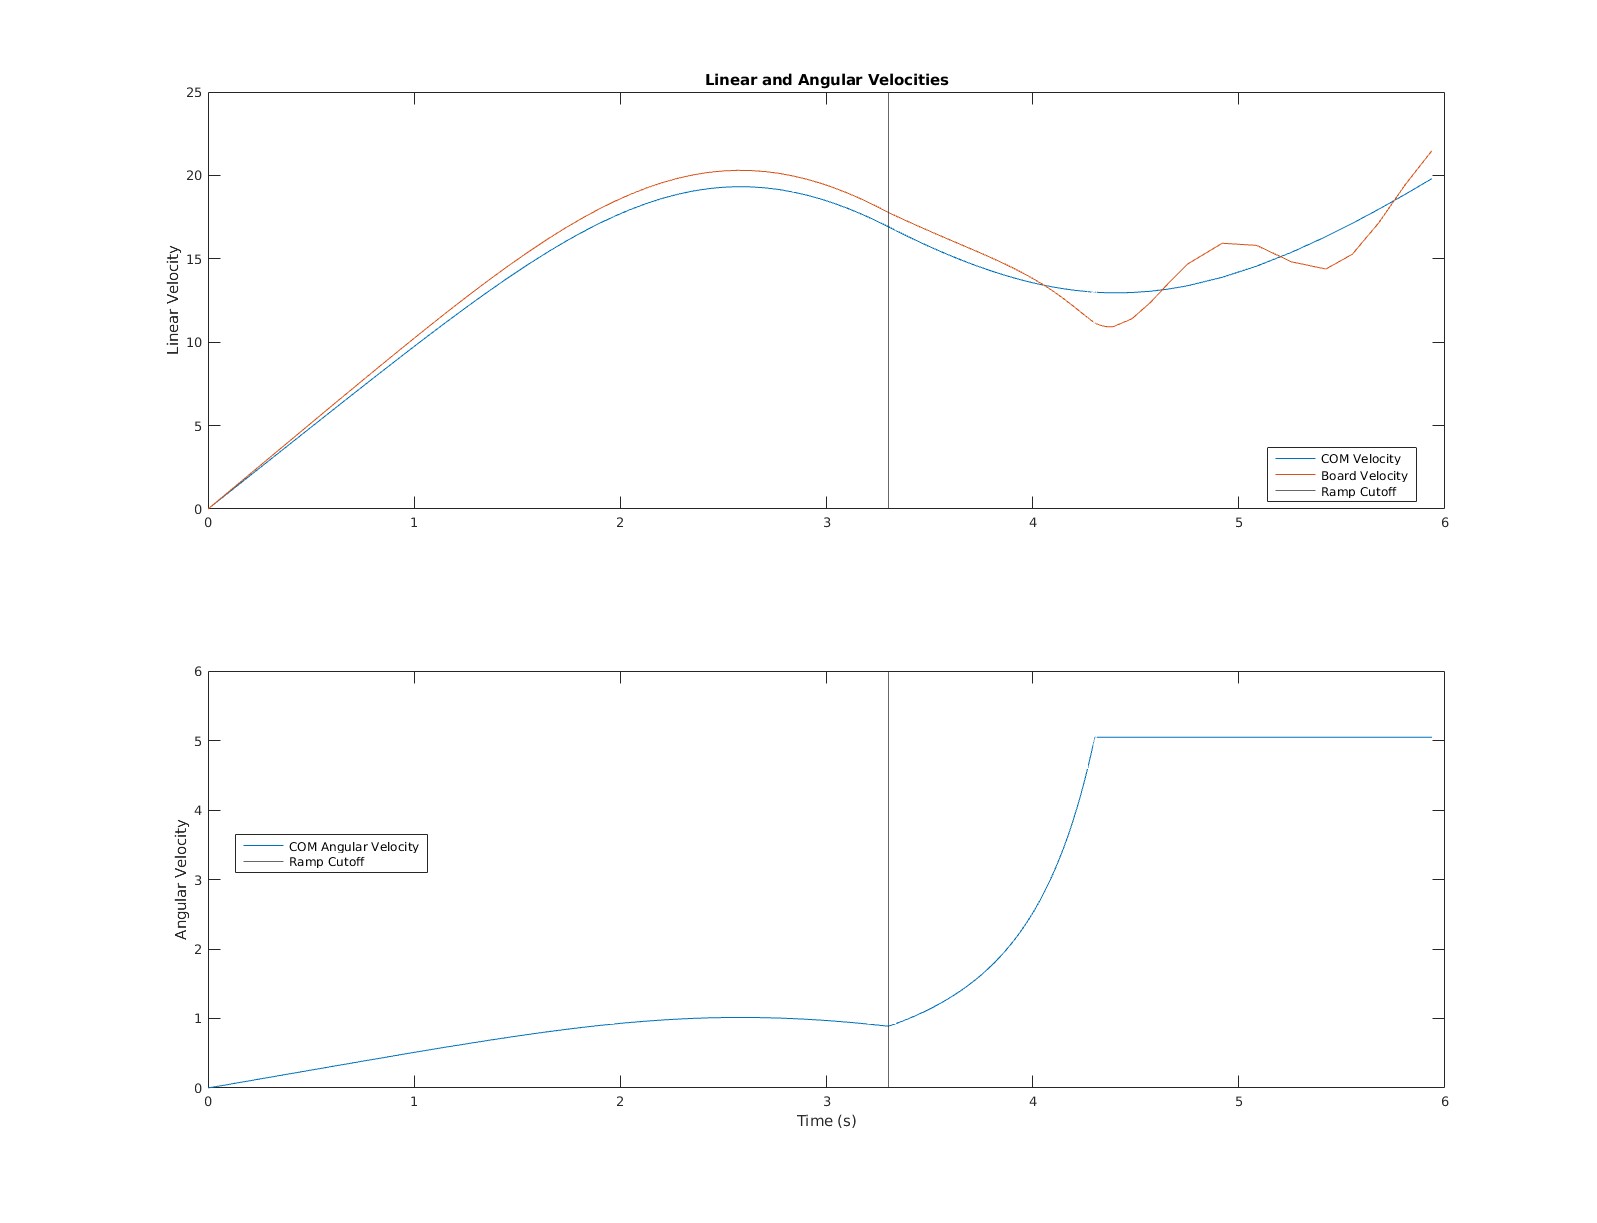 Linear and Angular Velocities
25
20
15
10
5
0
Linear Velocity
0 1 2 3 4 5 6
COM Velocity
Board Velocity
Ramp Cutoff
6
5
4
3
2
1
0
Angular Velocity
COM Angular Velocity
Ramp Cutoff
0 1 2 3 4 5 6
Time (s)